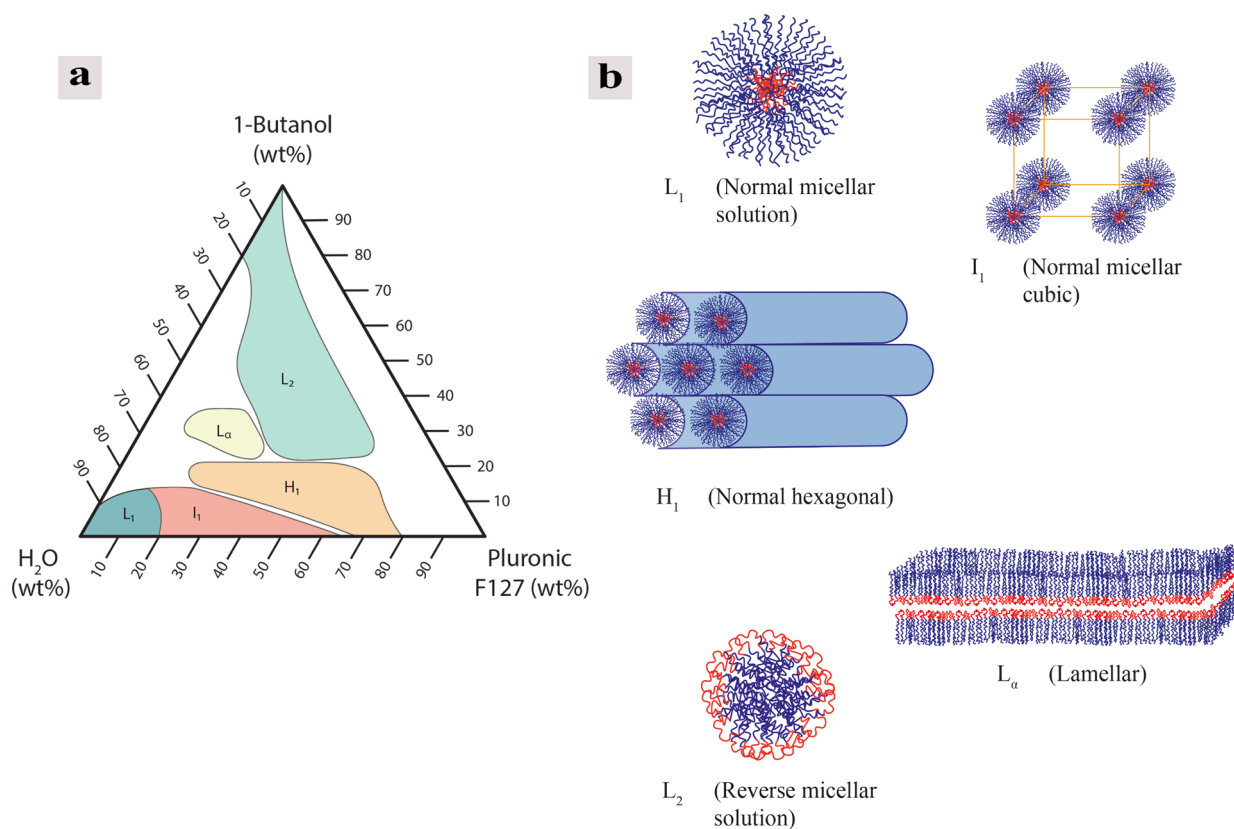 a
1-Butanol
(wt%)
10
20
30
40
50
60
70
80
90
90
80
70
60
50
40
30
20
10
L₂
Lα
H₁
L₁
I₁
H₂O
(wt%)
10
20
30
40
50
60
70
80
90
Pluronic
F127 (wt%)
b
L₁ (Normal micellar
solution)
I₁ (Normal micellar
cubic)
H₁ (Normal hexagonal)
Lα (Lamellar)
L₂ (Reverse micellar
solution)